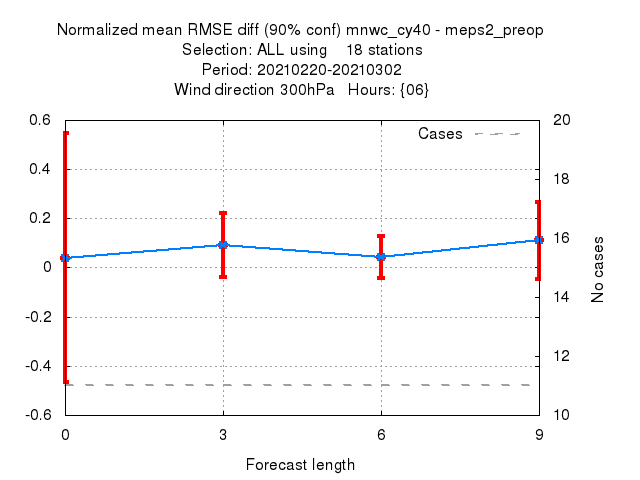 Normalized mean RMSE diff (90% conf) mnwc_cy40 - meps2_preop
Selection: ALL using 18 stations
Period: 20210220-20210302
Wind direction 300hPa Hours: {06}
Cases
0.6
0.4
0.2
0
-0.2
-0.4
-0.6
20
18
16
14
12
10
No cases
0 3 6 9
Forecast length